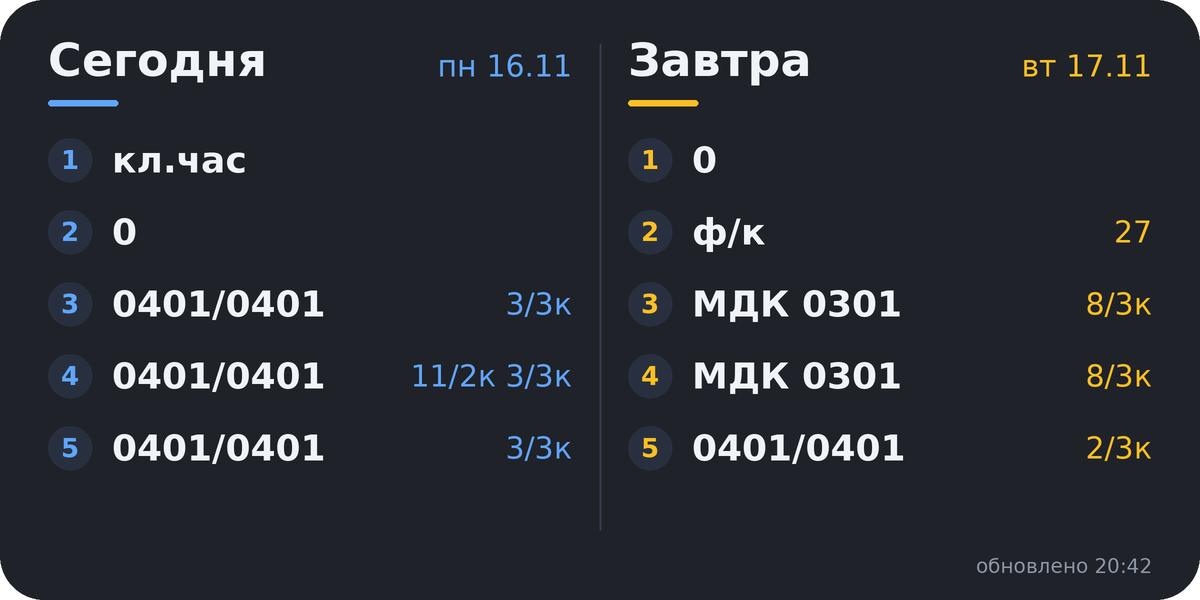 Сегодня пн 16.11
1 кл.час
2 0
3 0401/0401 3/3к
4 0401/0401 11/2к 3/3к
5 0401/0401 3/3к
Завтра вт 17.11
1 0
2 ф/к 27
3 МДК 0301 8/3к
4 МДК 0301 8/3к
5 0401/0401 2/3к
обновлено 20:42